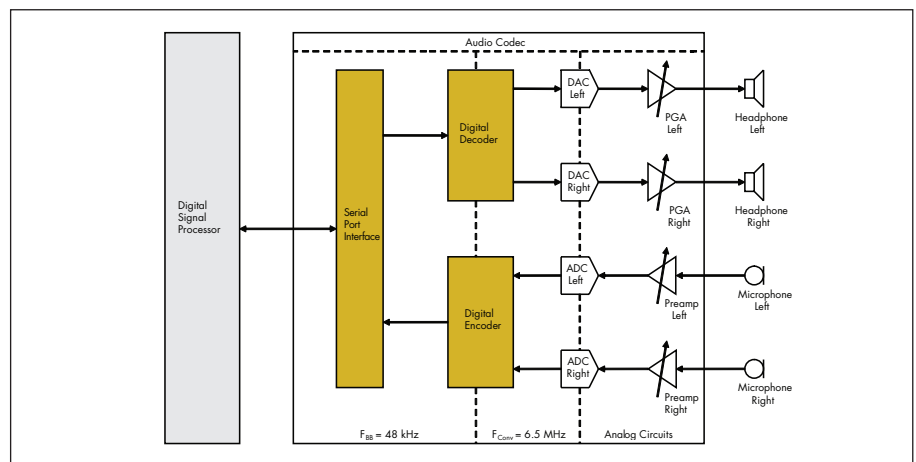 Audio Codec
Digital
Signal
Processor
Serial
Port
Interface
Digital
Decoder
DAC
Left
PGA
Left
Headphone
Left
DAC
Right
PGA
Right
Headphone
Right
Digital
Encoder
ADC
Left
Preamp
Left
Microphone
Left
ADC
Right
Preamp
Right
Microphone
Right
F_BB = 48 kHz
F_Conv = 6.5 MHz
Analog Circuits